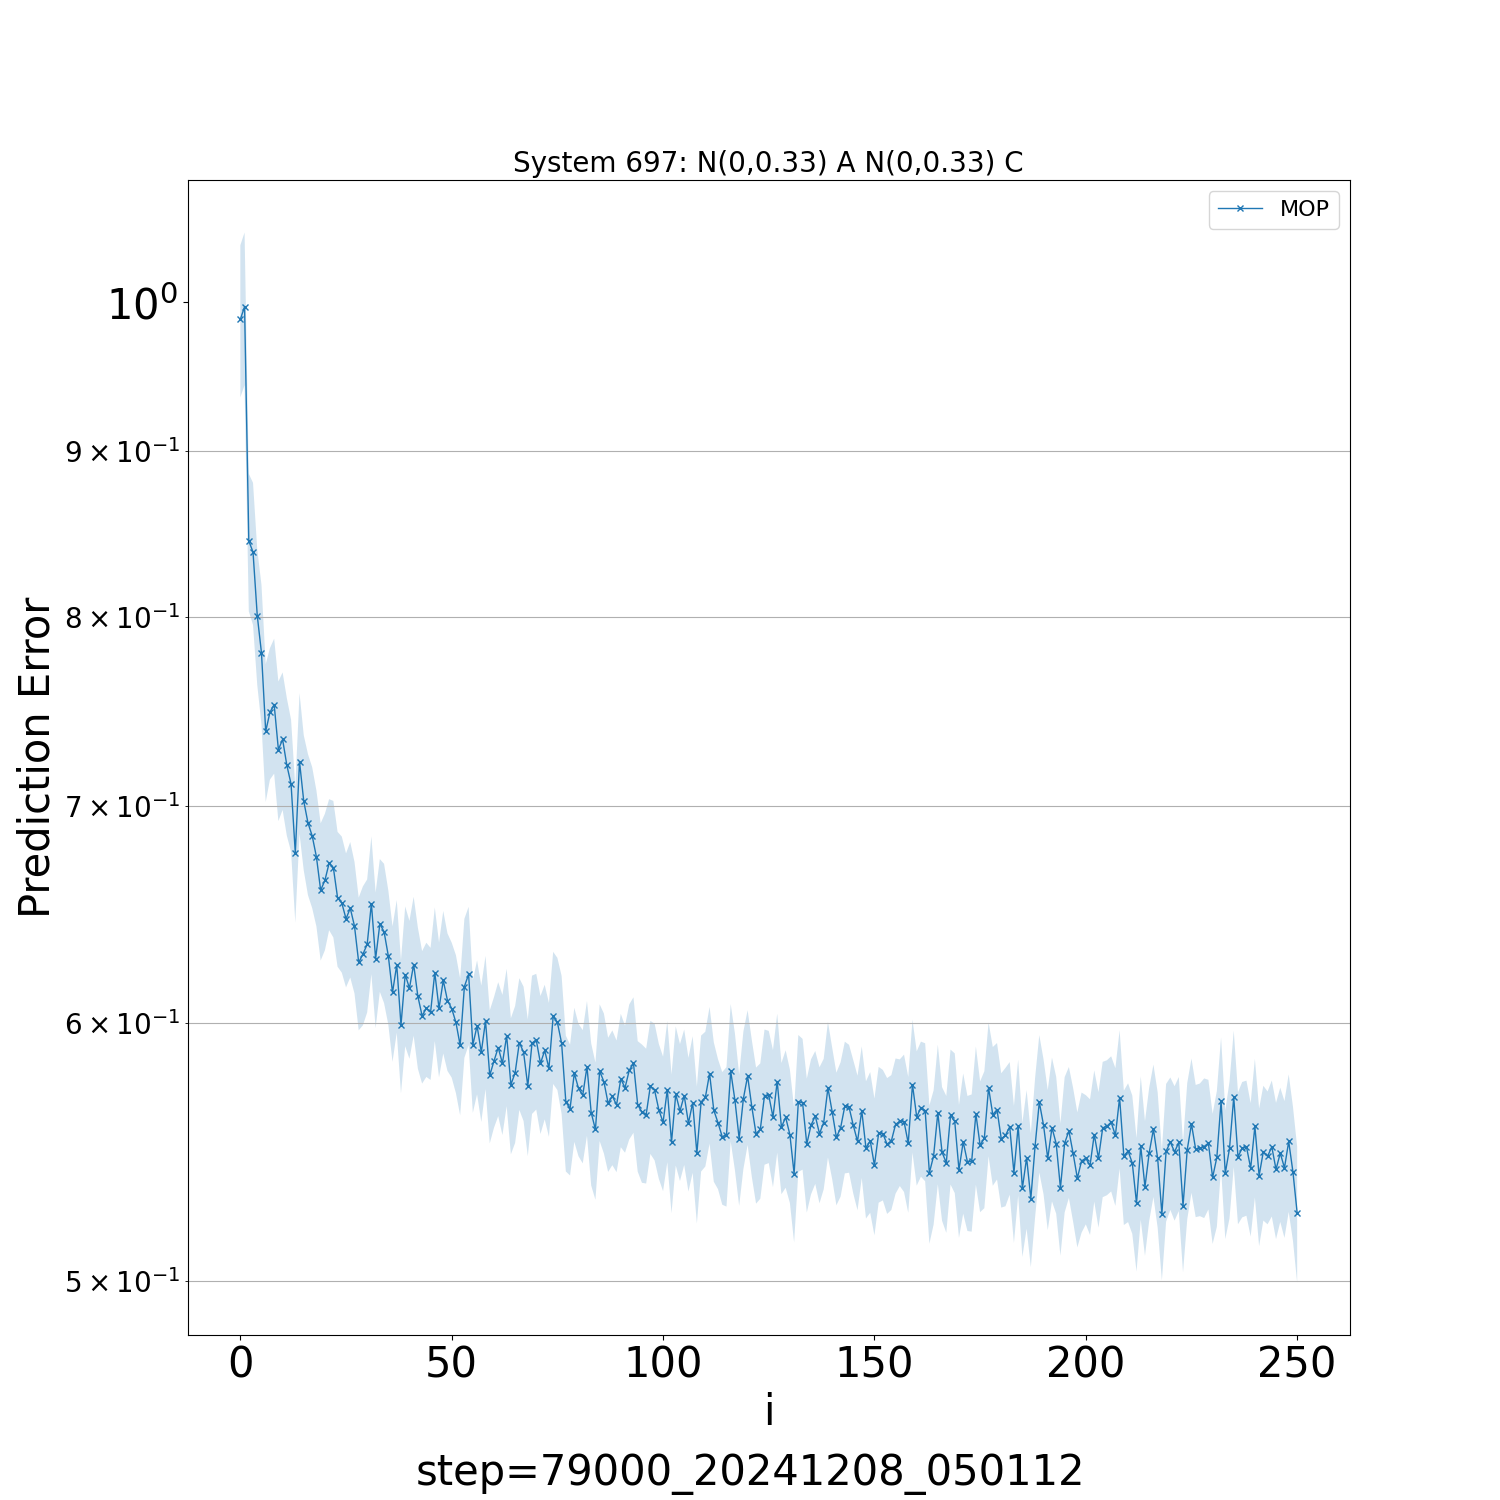 System 697: N(0,0.33) A N(0,0.33) C
MOP
10⁰
9 × 10⁻¹
8 × 10⁻¹
7 × 10⁻¹
6 × 10⁻¹
5 × 10⁻¹
Prediction Error
0 50 100 150 200 250
i
step=79000_20241208_050112